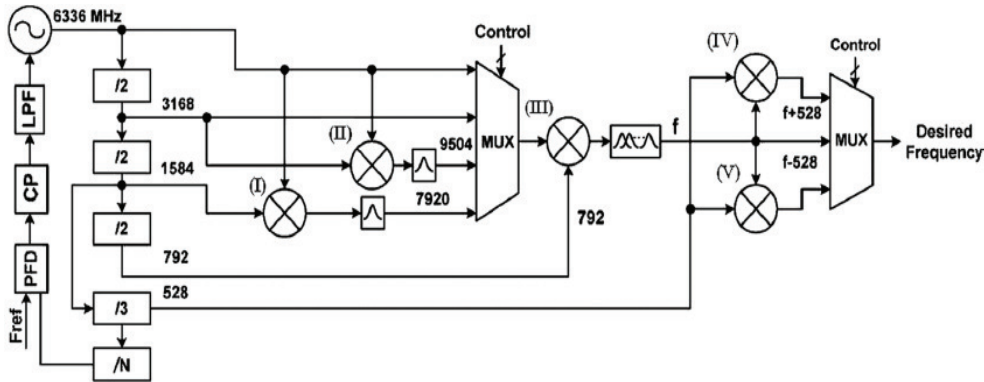 6336 MHz
Control
(IV)
Control
/2
LPF
3168
(II)
(III)
f+528
9504
MUX
f
MUX
Desired
Frequency
/2
1584
(I)
f-528
(V)
CP
7920
/2
792
792
PFD
528
/3
Fref
/N